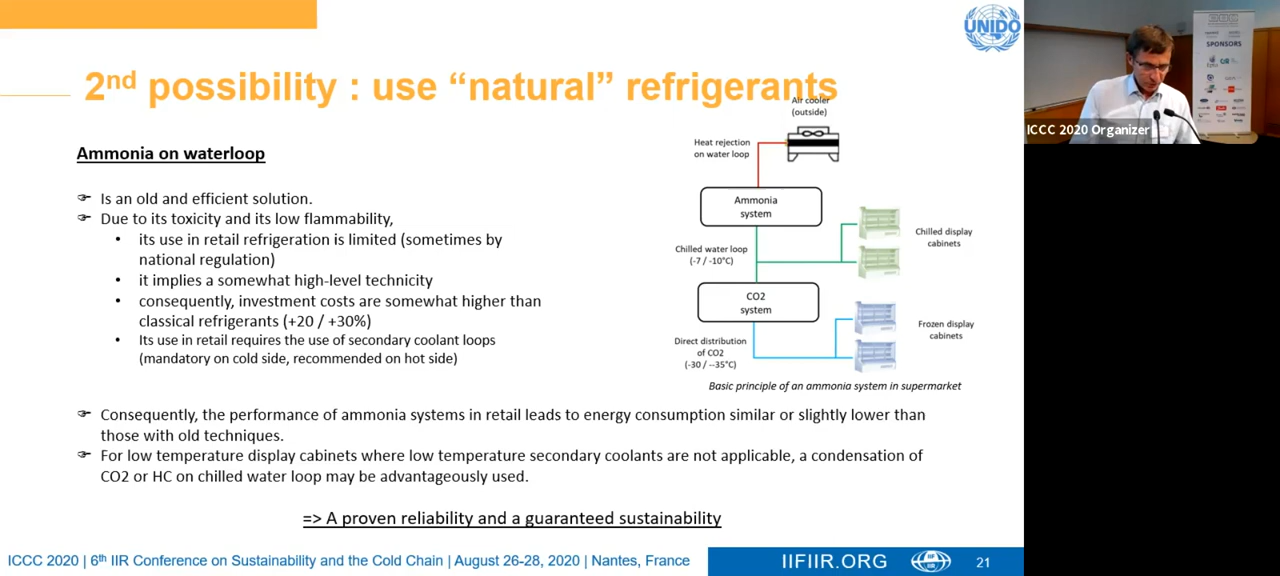 UNIDO
2nd possibility : use “natural” refrigerants
Ammonia on waterloop
Is an old and efficient solution.
Due to its toxicity and its low flammability,
• its use in retail refrigeration is limited (sometimes by
national regulation)
• it implies a somewhat high-level technicity
• consequently, investment costs are somewhat higher than
classical refrigerants (+20 / +30%)
• Its use in retail requires the use of secondary coolant loops
(mandatory on cold side, recommended on hot side)
Air cooler
(outside)
Heat rejection
on water loop
Ammonia
system
Chilled water loop
(-7 / -10°C)
Chilled display
cabinets
CO2
system
Direct distribution
of CO2
(-30 / --35°C)
Frozen display
cabinets
Basic principle of an ammonia system in supermarket
Consequently, the performance of ammonia systems in retail leads to energy consumption similar or slightly lower than
those with old techniques.
For low temperature display cabinets where low temperature secondary coolants are not applicable, a condensation of
CO2 or HC on chilled water loop may be advantageously used.
=> A proven reliability and a guaranteed sustainability
ICCC 2020 | 6th IIR Conference on Sustainability and the Cold Chain | August 26-28, 2020 | Nantes, France
IIFIIR.ORG
IIF
IIR
21
SPONSORS
ICCC 2020 Organizer